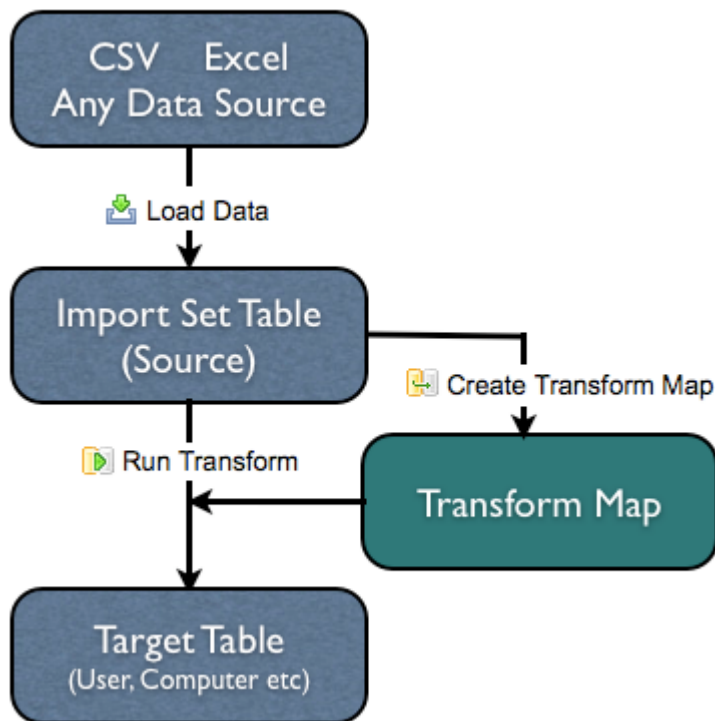 CSV Excel
Any Data Source
Load Data
Import Set Table
(Source)
Create Transform Map
Run Transform
Transform Map
Target Table
(User, Computer etc)